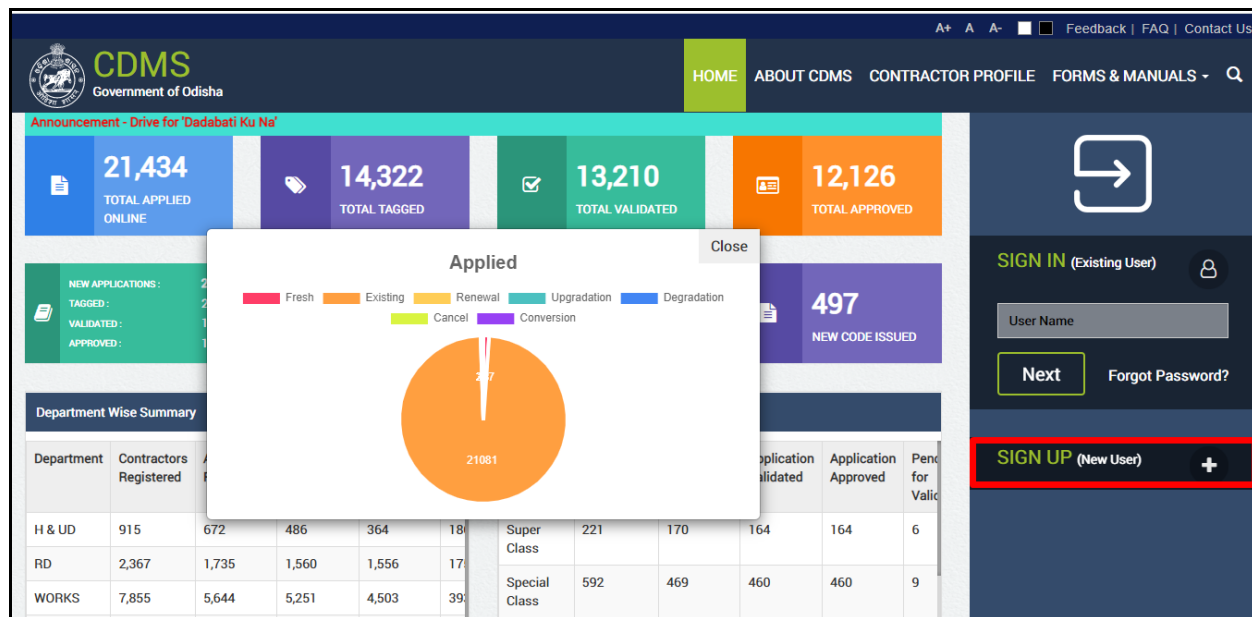 A+ A A- Feedback | FAQ | Contact Us
CDMS
Government of Odisha
HOME ABOUT CDMS CONTRACTOR PROFILE FORMS & MANUALS
Announcement - Drive for 'Dadabati Ku Na'
21,434
TOTAL APPLIED
ONLINE
14,322
TOTAL TAGGED
13,210
TOTAL VALIDATED
12,126
TOTAL APPROVED
NEW APPLICATIONS :
TAGGED :
VALIDATED :
APPROVED :
Close
Applied
Fresh Existing Renewal Upgradation Degradation
Cancel Conversion
21081
497
NEW CODE ISSUED
SIGN IN (Existing User)
User Name
Next Forgot Password?
SIGN UP (New User)
Department Wise Summary
Department Contractors
Registered
H & UD 915 672 486 364
RD 2,367 1,735 1,560 1,556
WORKS 7,855 5,644 5,251 4,503
Application Pend
Approved for
Super 221 170 164 164 6
Class
Special 592 469 460 460 9
Class